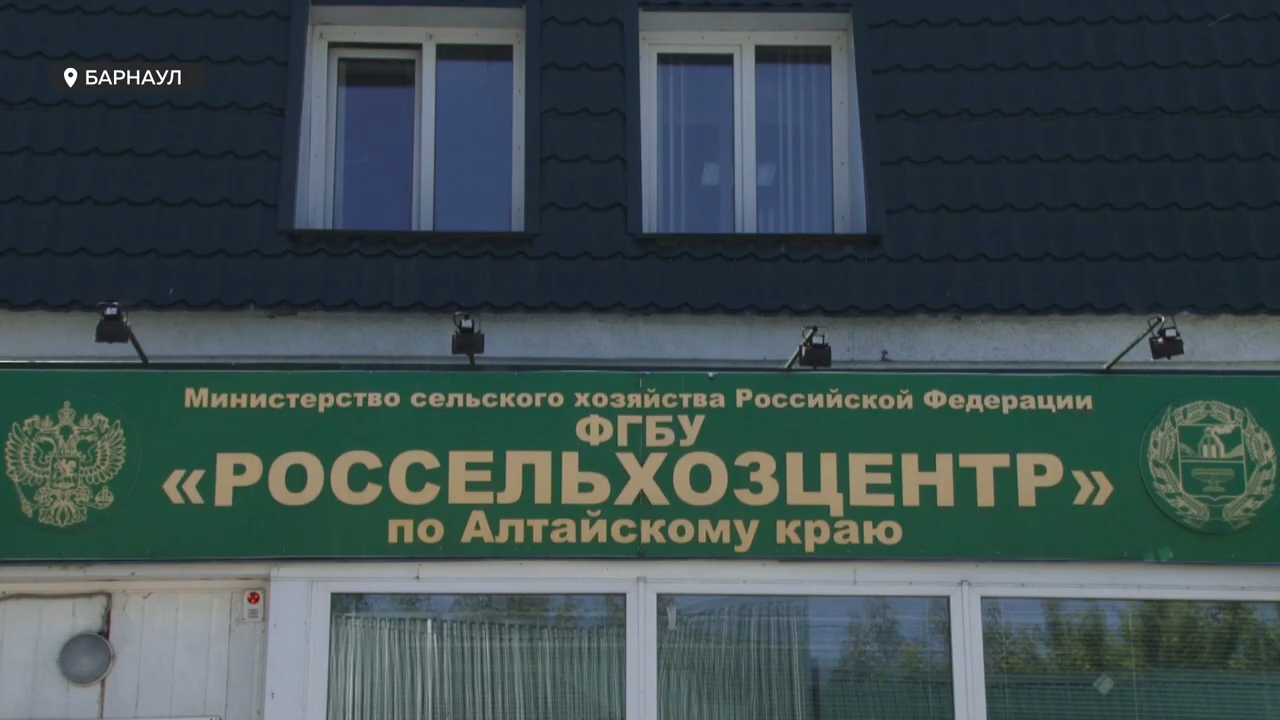 БАРНАУЛ
Министерство сельского хозяйства Российской Федерации
ФГБУ
«РОССЕЛЬХОЗЦЕНТР»
по Алтайскому краю